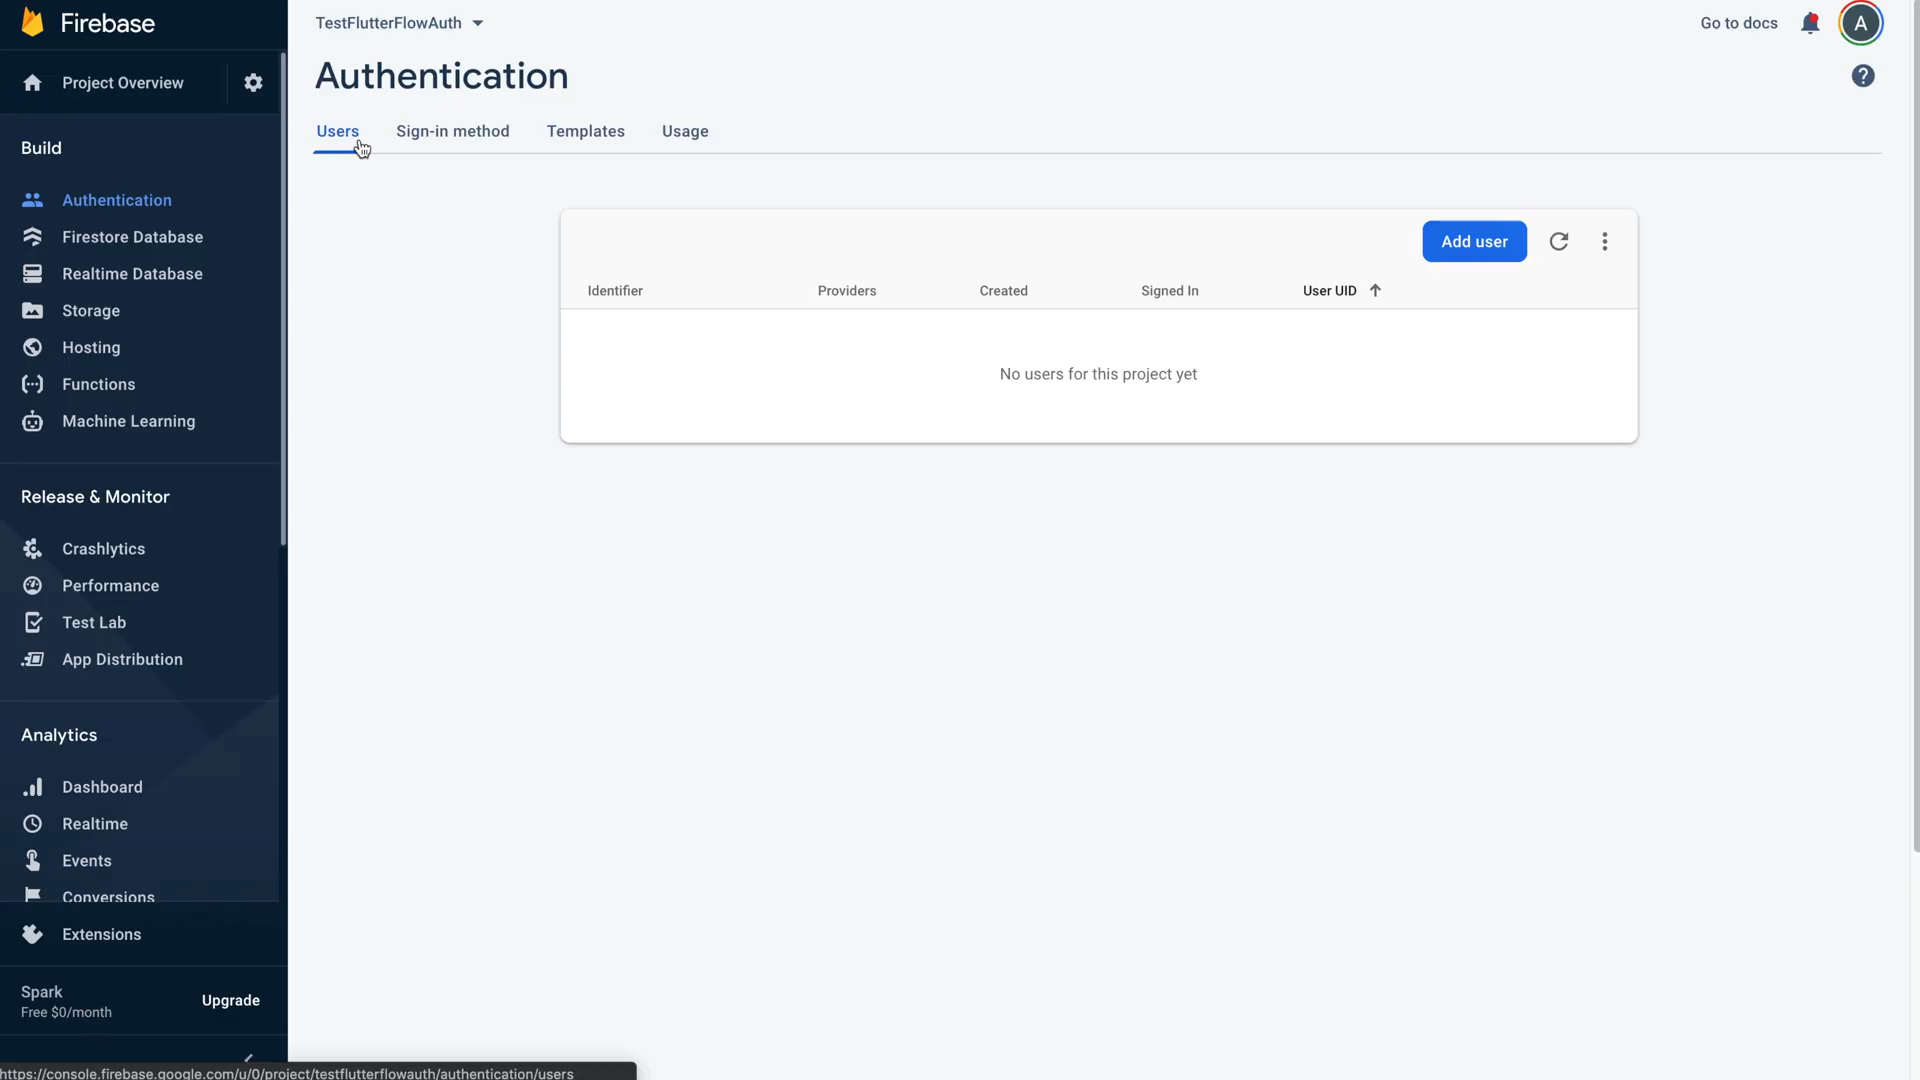 Firebase
Project Overview
Build
Authentication
Firestore Database
Realtime Database
Storage
Hosting
Functions
Machine Learning
Release & Monitor
Crashlytics
Performance
Test Lab
App Distribution
Analytics
Dashboard
Realtime
Events
Conversions
Extensions
Spark
Free $0/month
Upgrade
TestFlutterFlowAuth
Go to docs
A
Authentication
?
Users Sign-in method Templates Usage
Add user
Identifier Providers Created Signed In User UID
No users for this project yet
https://console.firebase.google.com/u/0/project/testflutterflowauth/authentication/users